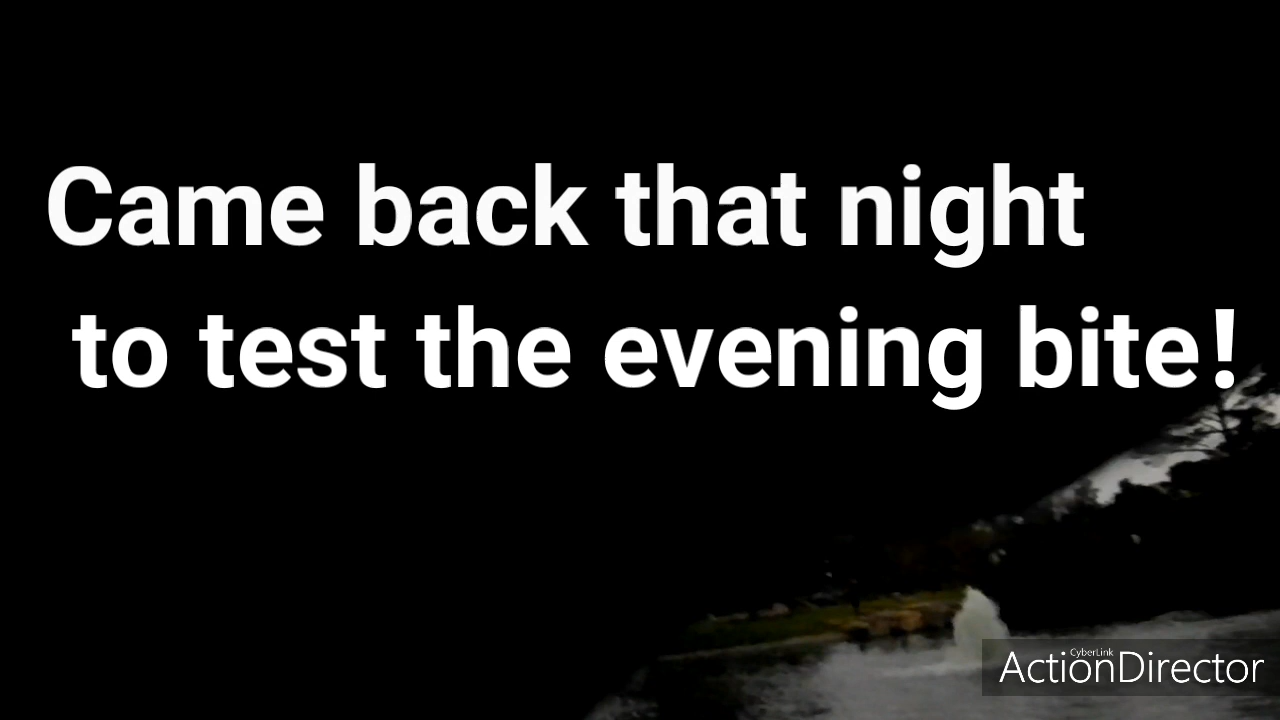 Came back that night
to test the evening bite!
CyberLink
ActionDirector